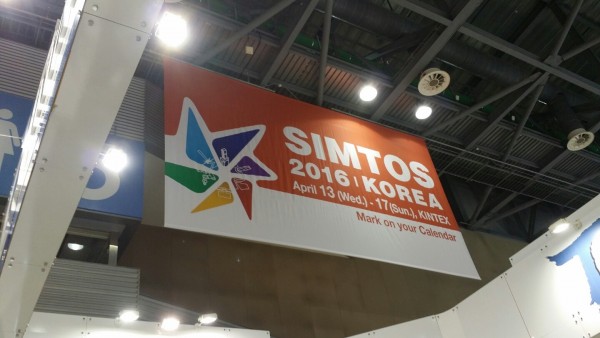 SIMTOS
2016 | KOREA
April 13 (Wed.) - 17(Sun.), KINTEX
Mark on your Calendar